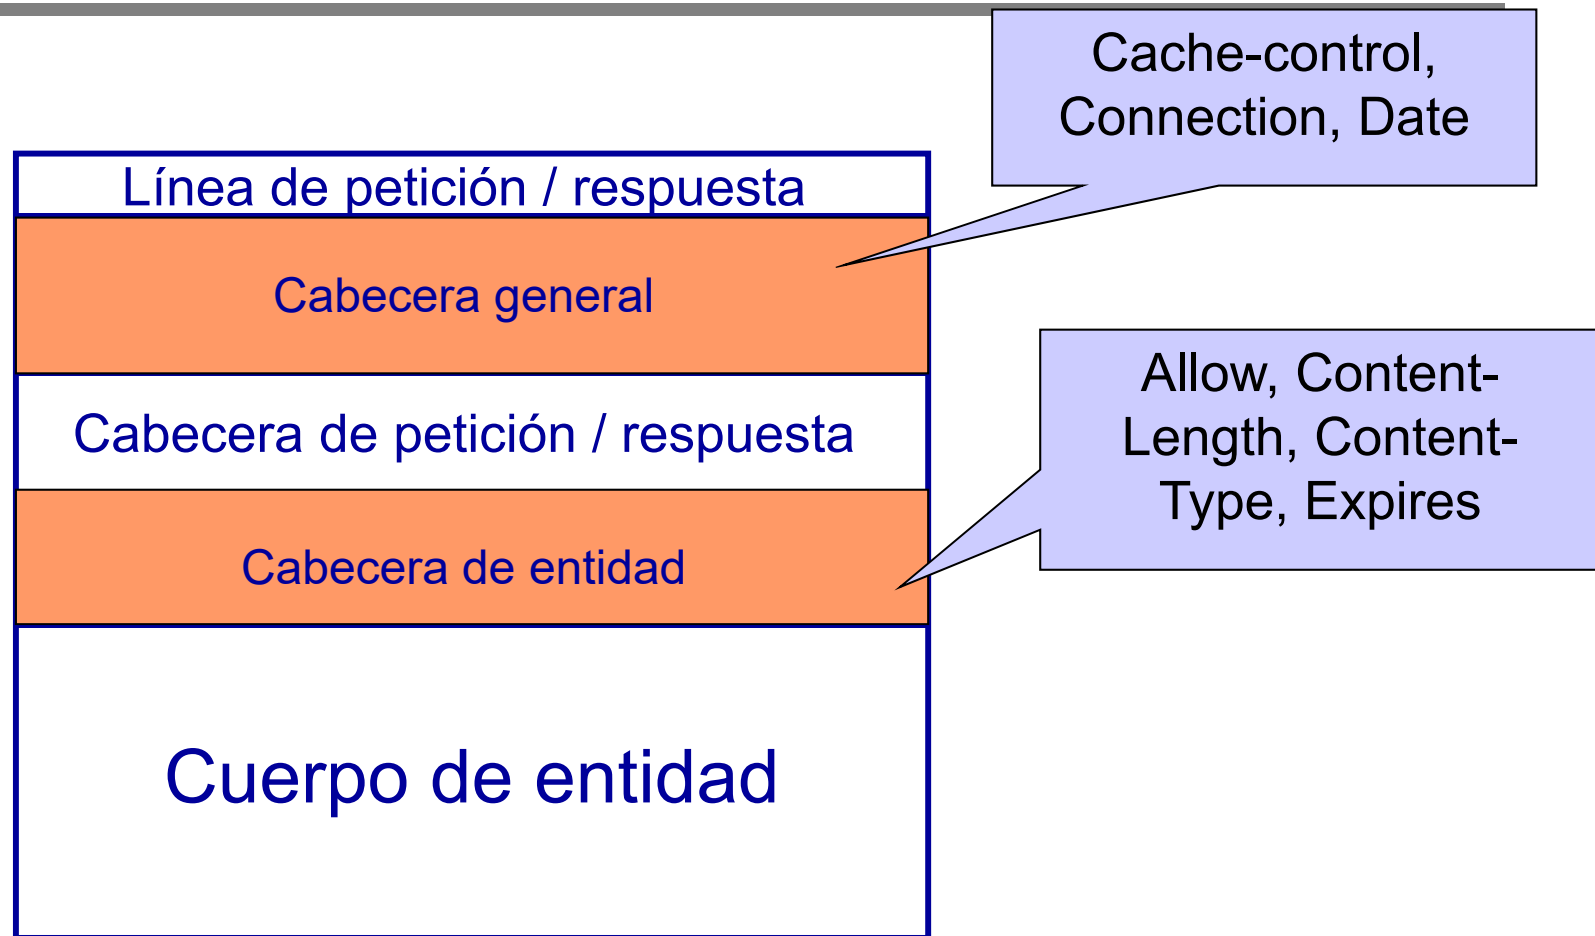 Cache-control,
Connection, Date
Línea de petición / respuesta
Cabecera general
Allow, Content-
Length, Content-
Type, Expires
Cabecera de petición / respuesta
Cabecera de entidad
Cuerpo de entidad